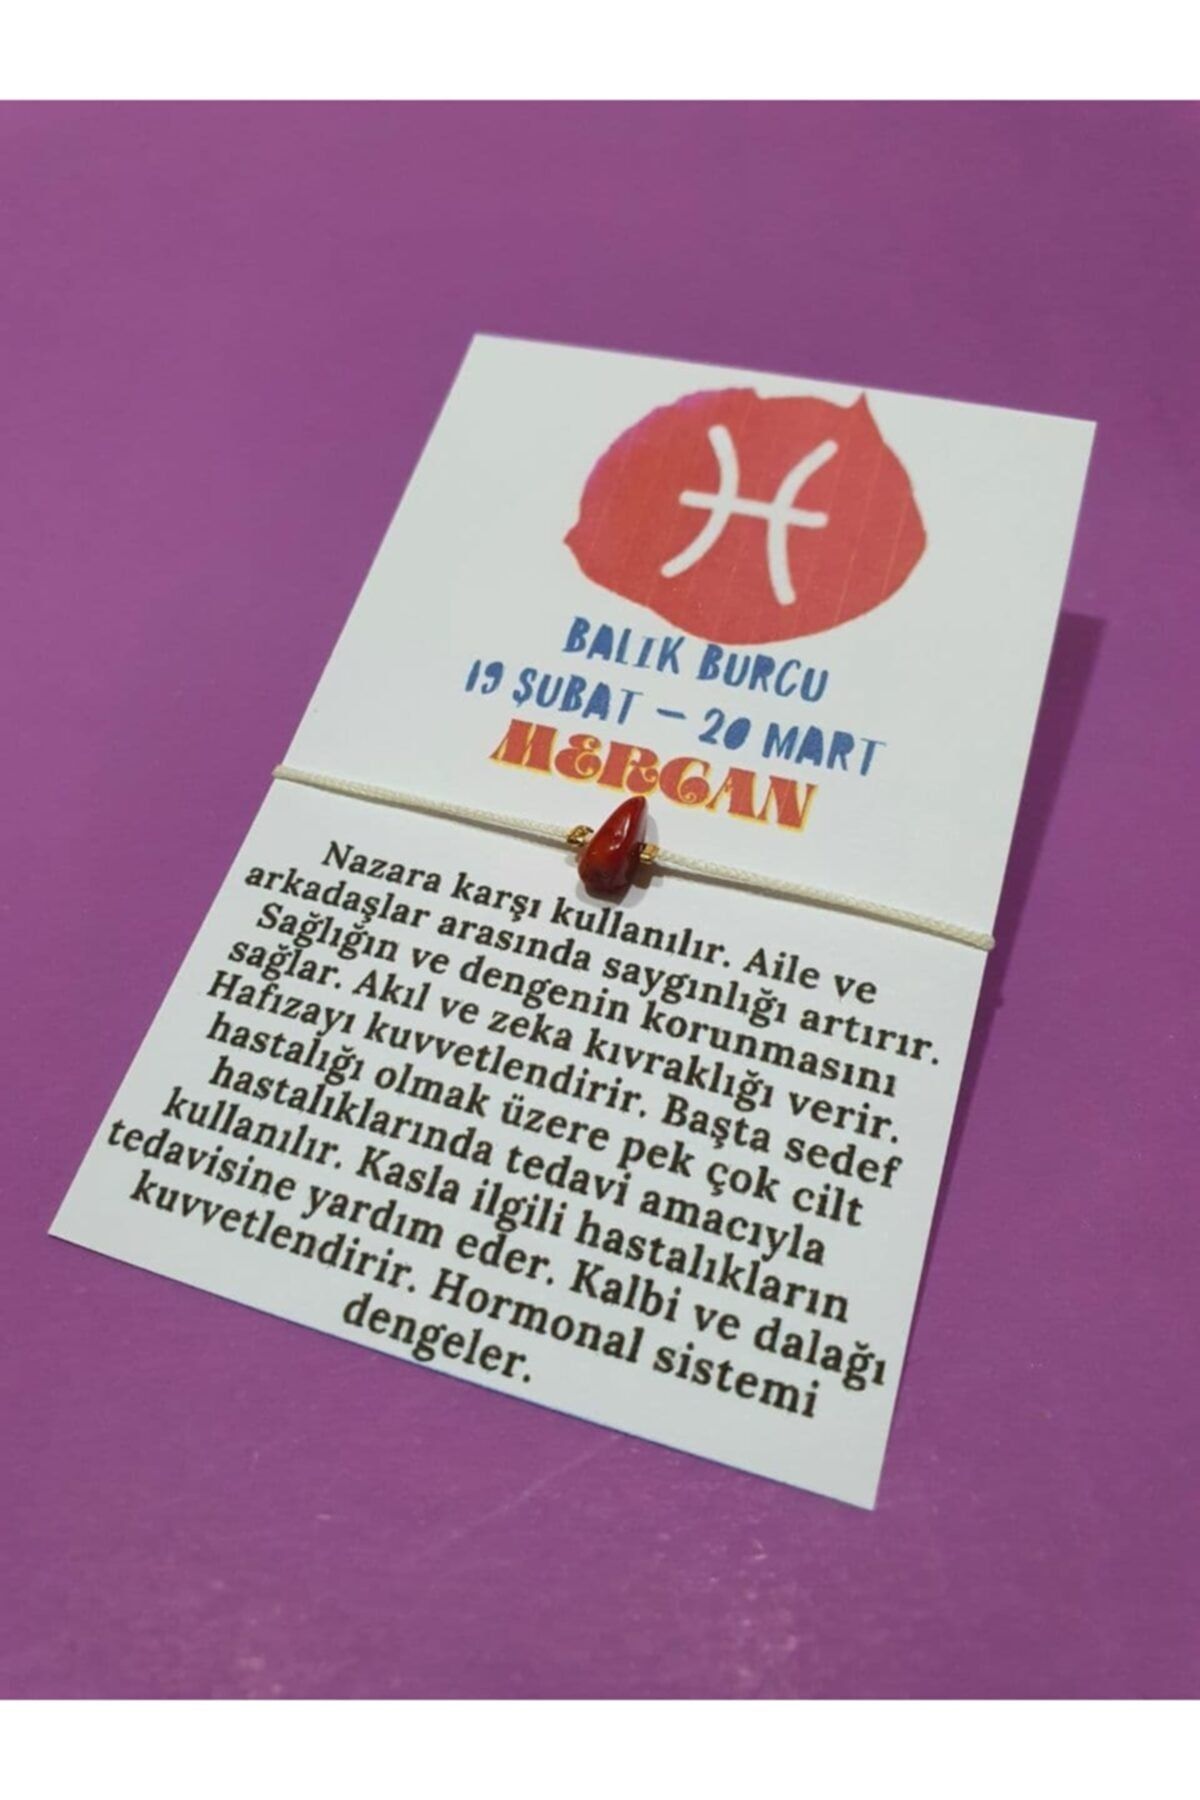 BALIK BURCU
19 ŞUBAT – 20 MART
MERCAN
Nazara karşı kullanılır. Aile ve
arkadaşlar arasında saygınlığı artırır.
Sağlığın ve dengenin korunmasını
sağlar. Akıl ve zeka kıvraklığı verir.
Hafızayı kuvvetlendirir. Başta sedef
hastalığı olmak üzere pek çok cilt
hastalıklarında tedavi amacıyla
kullanılır. Kasla ilgili hastalıkların
tedavisine yardım eder. Kalbi ve dalağı
kuvvetlendirir. Hormonal sistemi
dengeler.